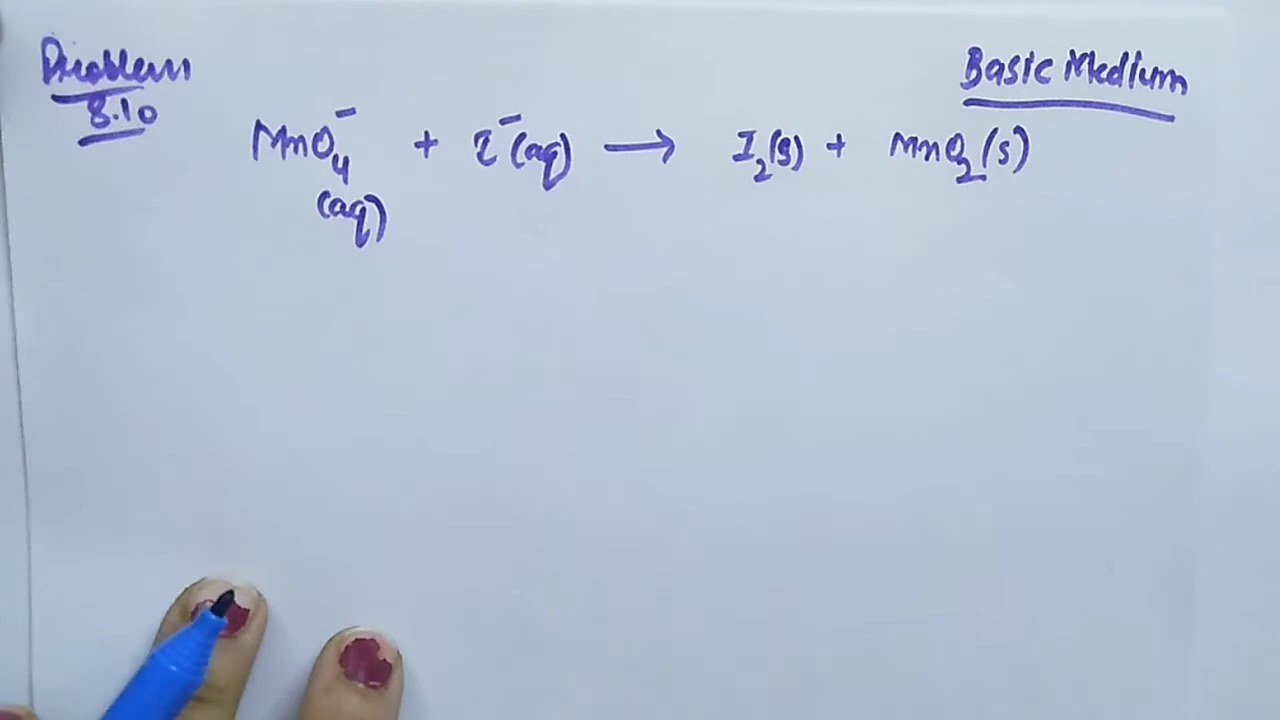 Problem
8.10
Basic Medium
MnO₄⁻ + I⁻(aq) ⟶ I₂(s) + MnO₂(s)
(aq)